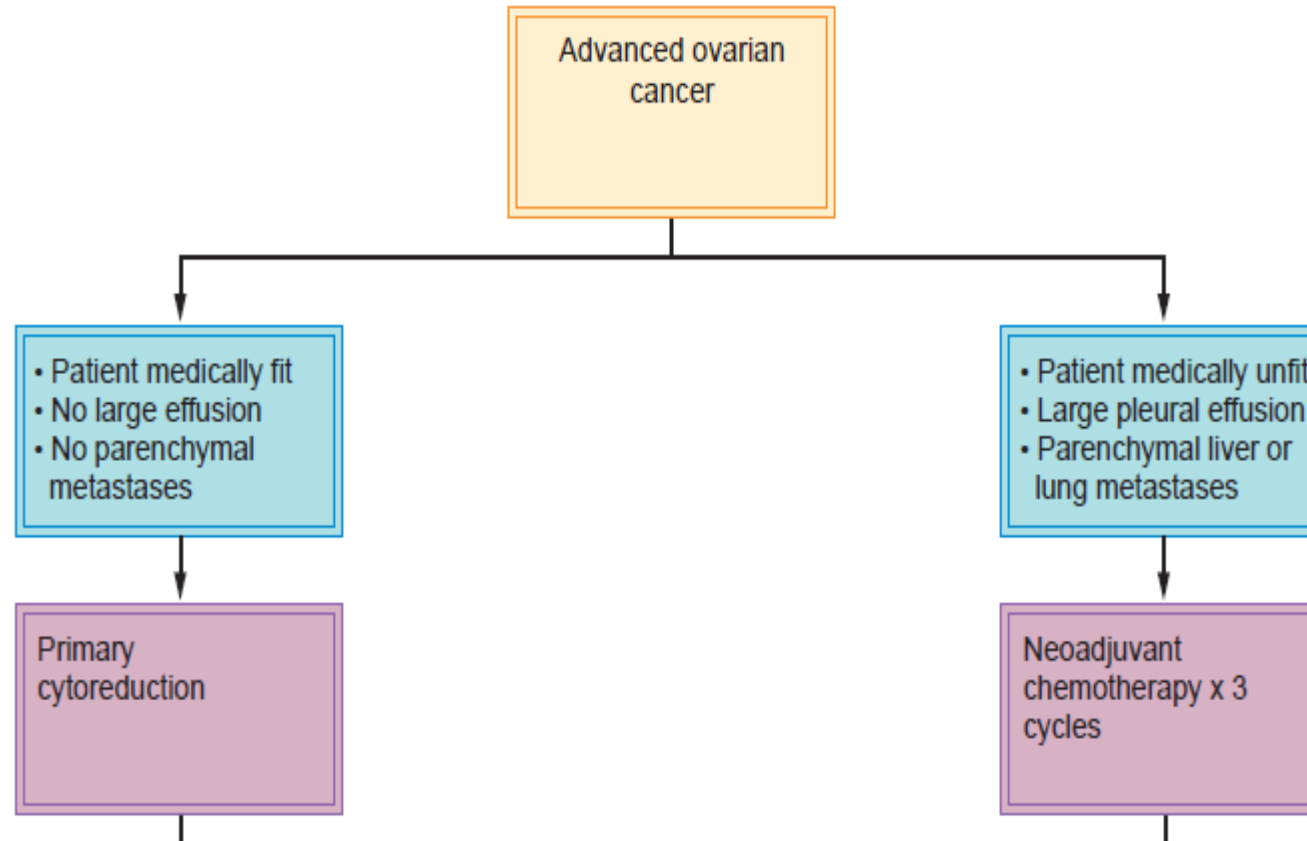 Advanced ovarian
cancer
• Patient medically fit
• No large effusion
• No parenchymal
metastases
• Patient medically unfit
• Large pleural effusion
• Parenchymal liver or
lung metastases
Primary
cytoreduction
Neoadjuvant
chemotherapy x 3
cycles